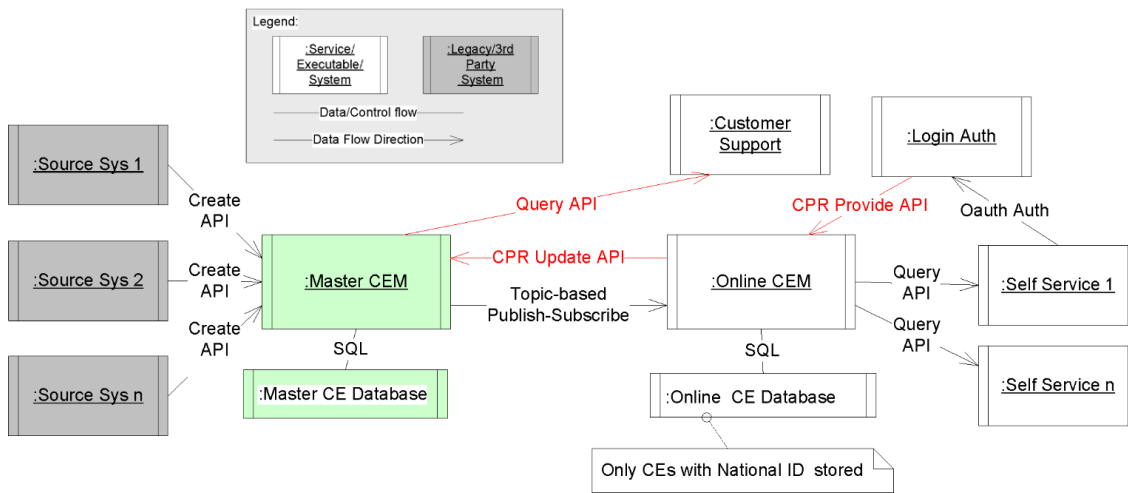 Legend:
:Service/
Executable/
System
:Legacy/3rd
Party
System
Data/Control flow
Data Flow Direction
:Source Sys 1
:Source Sys 2
:Source Sys n
Create
API
Create
API
Create
API
:Master CEM
SQL
:Master CE Database
Query API
CPR Update API
Topic-based
Publish-Subscribe
:Customer
Support
:Login Auth
CPR Provide API
Oauth Auth
:Online CEM
SQL
:Online CE Database
Only CEs with National ID stored
Query
API
Query
API
:Self Service 1
:Self Service n